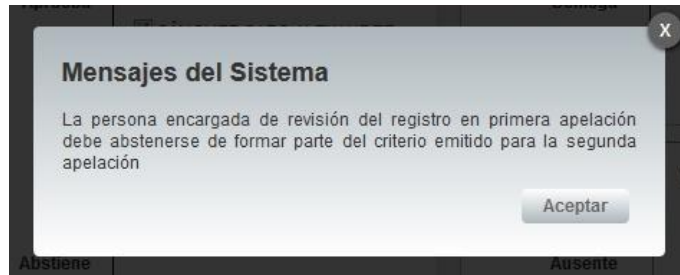 X
Mensajes del Sistema
La persona encargada de revisión del registro en primera apelación
debe abstenerse de formar parte del criterio emitido para la segunda
apelación
Aceptar
Abstiene
Ausente